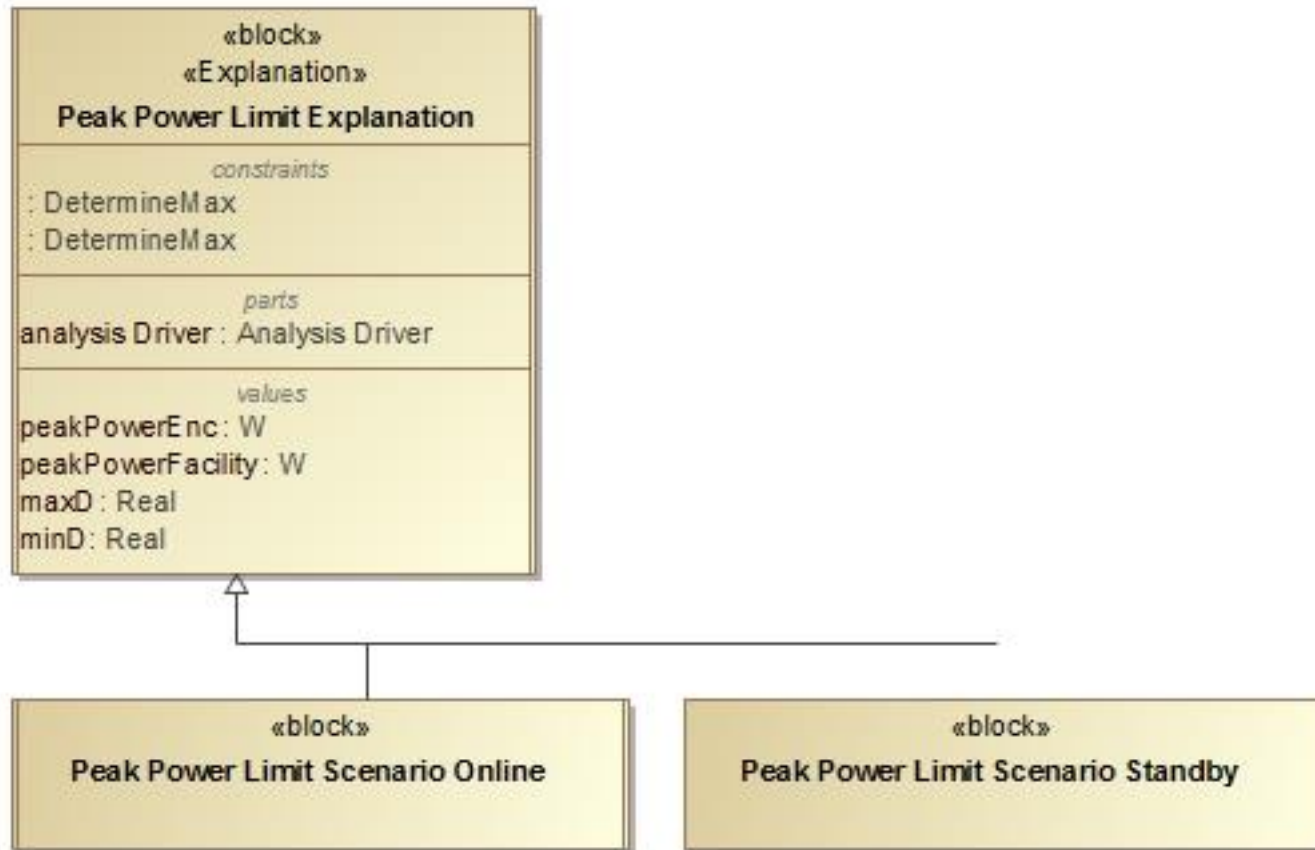 «block»
«Explanation»
Peak Power Limit Explanation
constraints
: DetermineMax
: DetermineMax
parts
analysis Driver : Analysis Driver
values
peakPowerEnc : W
peakPowerFacility : W
maxD : Real
minD : Real
«block»
Peak Power Limit Scenario Online
«block»
Peak Power Limit Scenario Standby